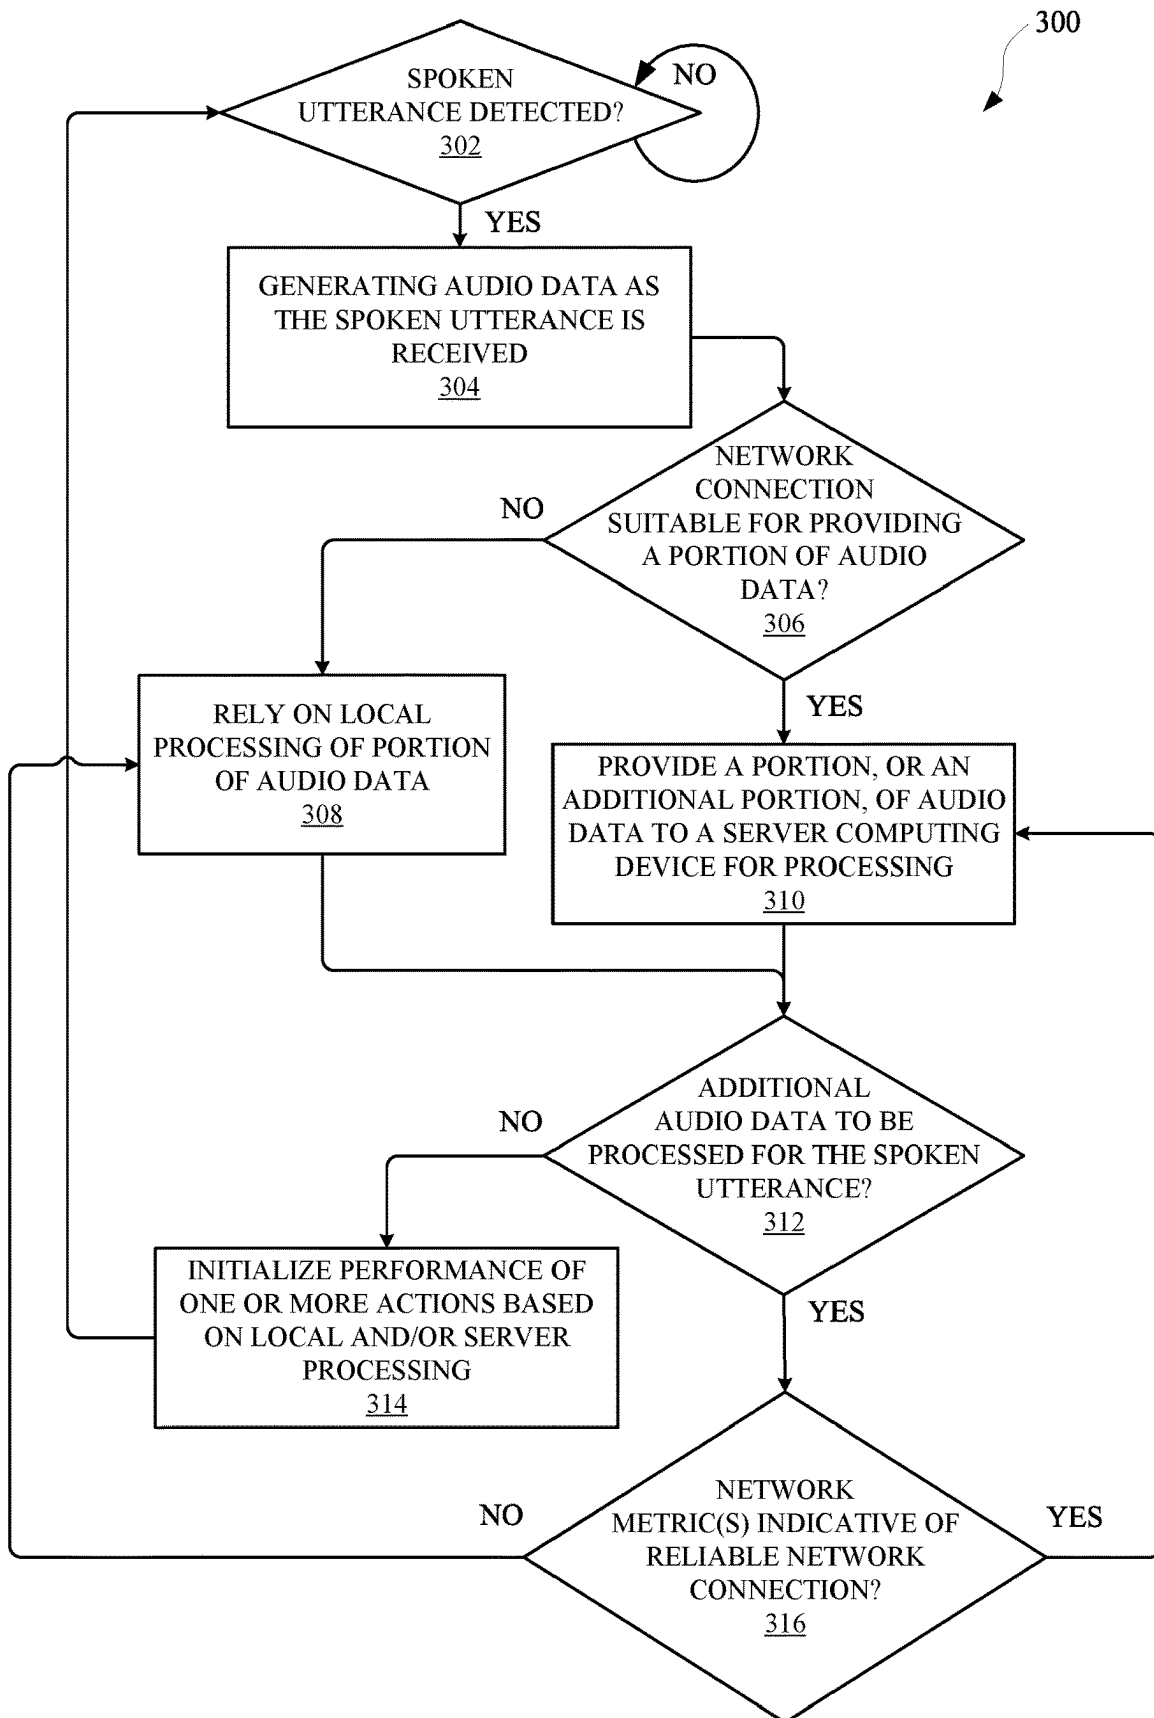 300
SPOKEN
UTTERANCE DETECTED?
302
NO
YES
GENERATING AUDIO DATA AS
THE SPOKEN UTTERANCE IS
RECEIVED
304
NETWORK
CONNECTION
SUITABLE FOR PROVIDING
A PORTION OF AUDIO
DATA?
306
NO
YES
RELY ON LOCAL
PROCESSING OF PORTION
OF AUDIO DATA
308
PROVIDE A PORTION, OR AN
ADDITIONAL PORTION, OF AUDIO
DATA TO A SERVER COMPUTING
DEVICE FOR PROCESSING
310
ADDITIONAL
AUDIO DATA TO BE
PROCESSED FOR THE SPOKEN
UTTERANCE?
312
NO
YES
INITIALIZE PERFORMANCE OF
ONE OR MORE ACTIONS BASED
ON LOCAL AND/OR SERVER
PROCESSING
314
NETWORK
METRIC(S) INDICATIVE OF
RELIABLE NETWORK
CONNECTION?
316
NO
YES